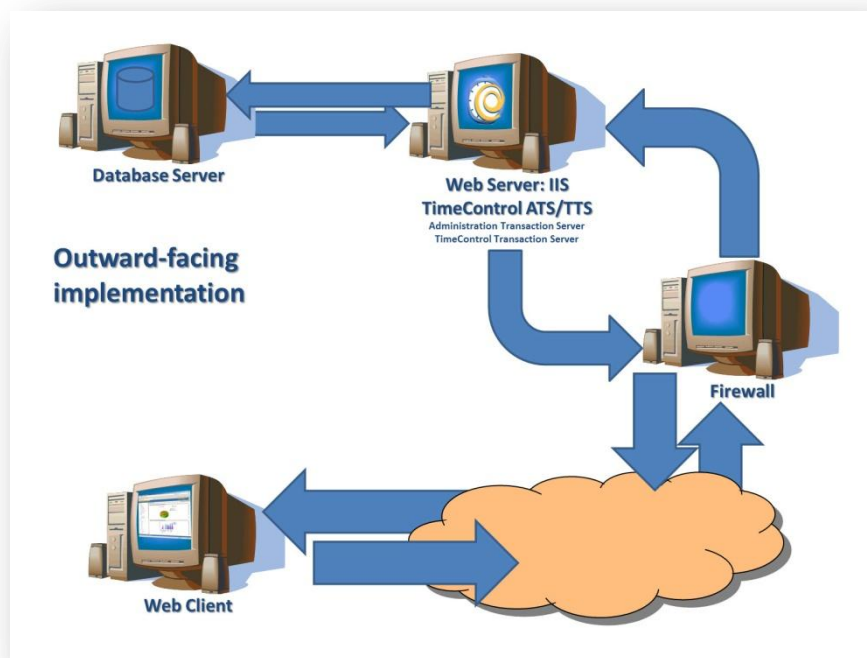 Database Server
Web Server: IIS
TimeControl ATS/TTS
Administration Transaction Server
TimeControl Transaction Server
Outward-facing
implementation
Firewall
Web Client